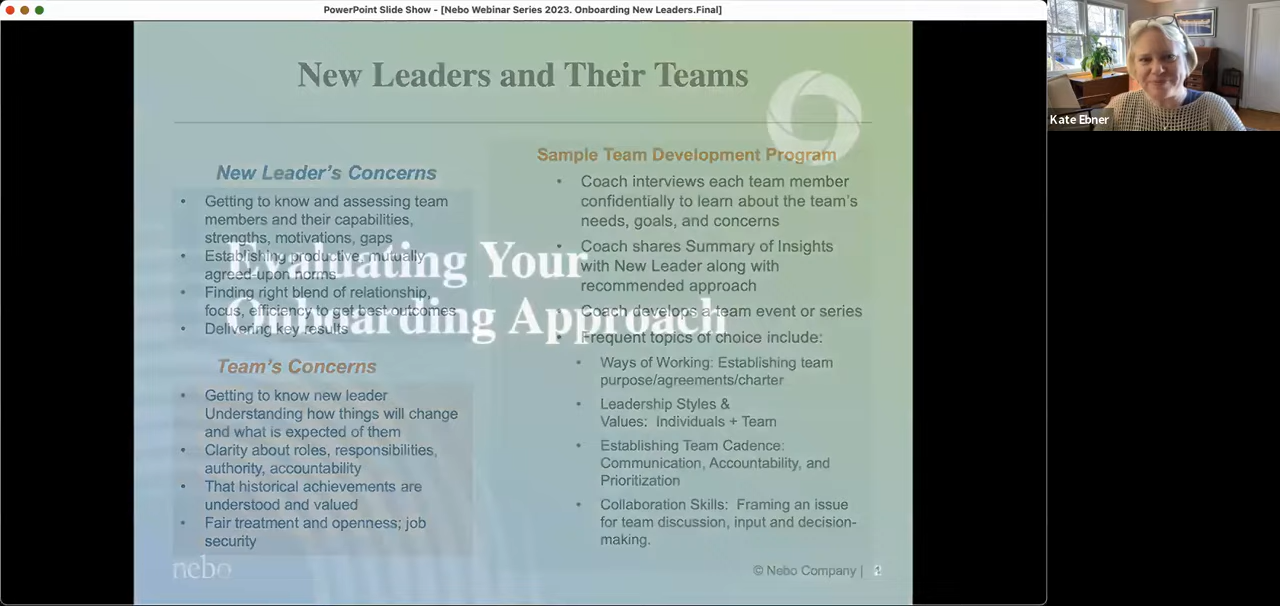 PowerPoint Slide Show - [Nebo Webinar Series 2023. Onboarding New Leaders.Final]
Kate Ebner
New Leaders and Their Teams
New Leader's Concerns
• Getting to know and assessing team
members and their capabilities,
strengths, motivations, gaps
• Establishing productive, mutually
agreed-upon norms
• Finding right blend of relationship,
focus, efficiency to get best outcomes
• Delivering key results
Team's Concerns
• Getting to know new leader
Understanding how things will change
and what is expected of them
• Clarity about roles, responsibilities,
authority, accountability
• That historical achievements are
understood and valued
• Fair treatment and openness; job
security
Sample Team Development Program
• Coach interviews each team member
confidentially to learn about the team's
needs, goals, and concerns
• Coach shares Summary of Insights
with New Leader along with
recommended approach
• Coach develops a team event or series
• Frequent topics of choice include:
• Ways of Working: Establishing team
purpose/agreements/charter
• Leadership Styles &
Values: Individuals + Team
• Establishing Team Cadence:
Communication, Accountability, and
Prioritization
• Collaboration Skills: Framing an issue
for team discussion, input and decision-
making.
Evaluating Your
Onboarding Approach
nebo
© Nebo Company |